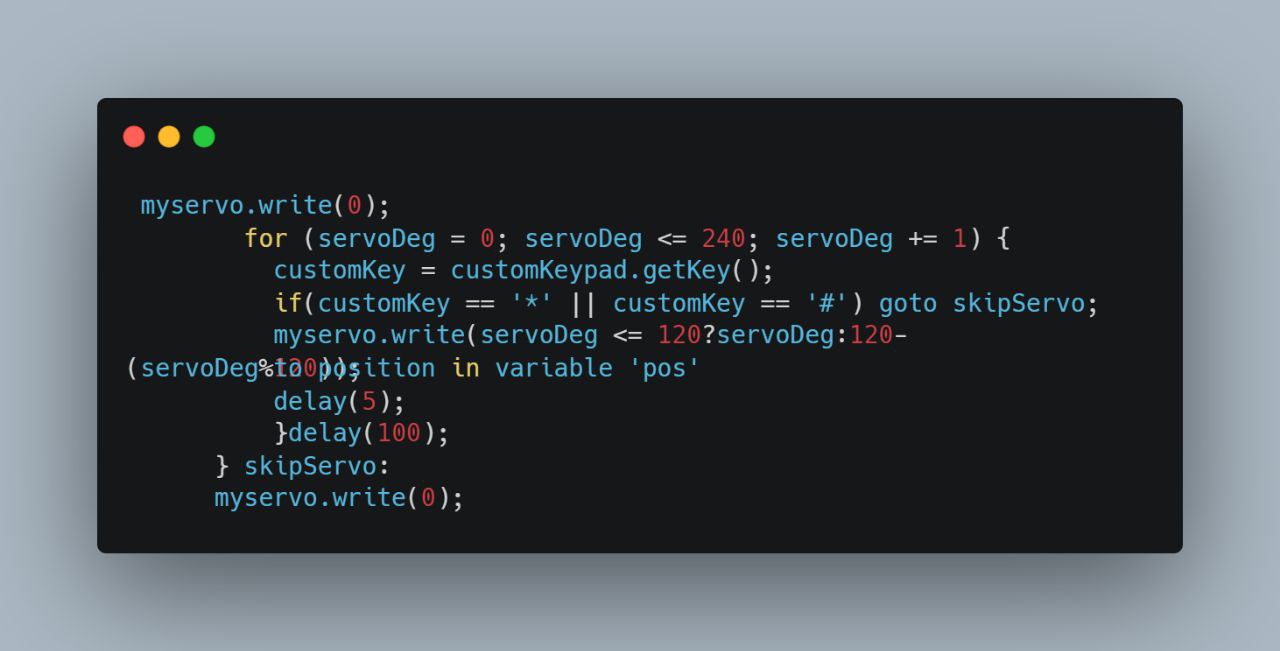 myservo.write(0);
for (servoDeg = 0; servoDeg <= 240; servoDeg += 1) {
customKey = customKeypad.getKey();
if(customKey == '*' || customKey == '#') goto skipServo;
myservo.write(servoDeg <= 120?servoDeg:120-
(servoDeg%120)); to position in variable 'pos'
delay(5);
}delay(100);
} skipServo:
myservo.write(0);